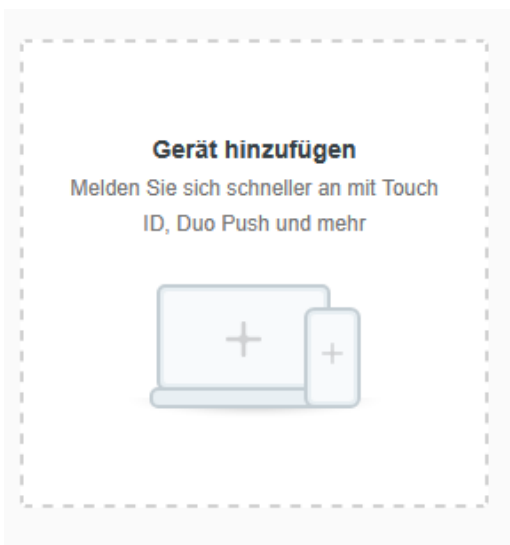 Gerät hinzufügen
Melden Sie sich schneller an mit Touch
ID, Duo Push und mehr